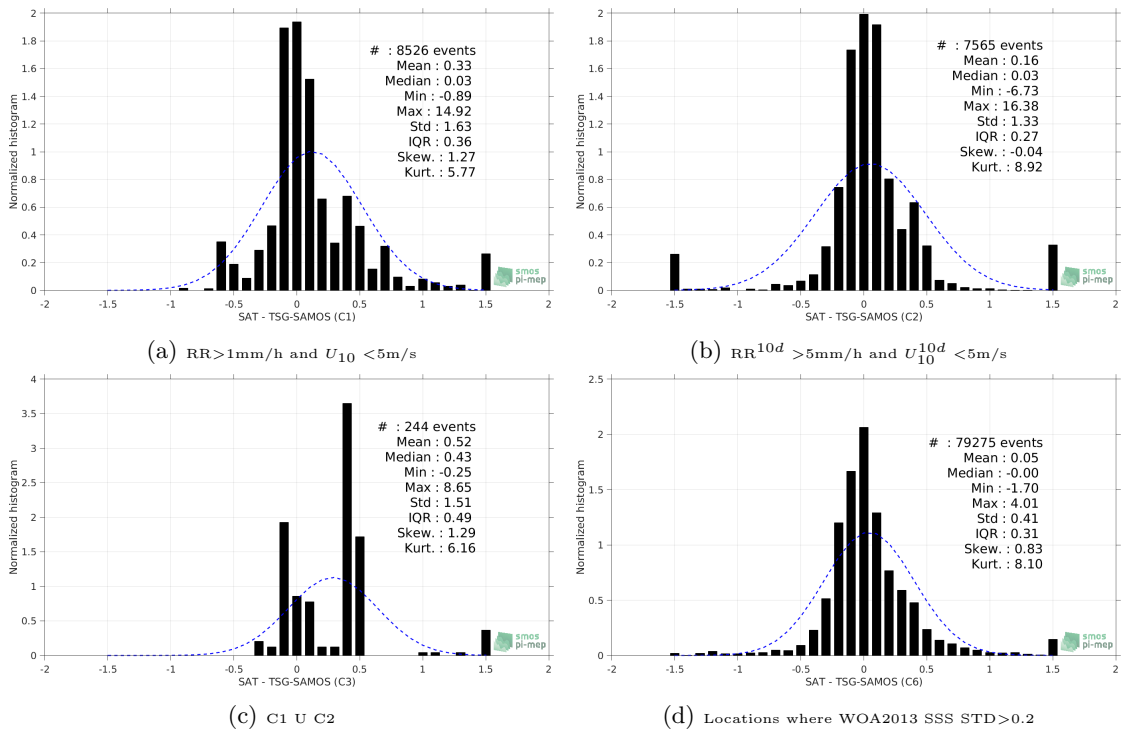 2
1.8
1.6
1.4
1.2
1
0.8
0.6
0.4
0.2
0
Normalized histogram
# : 8526 events
Mean : 0.33
Median : 0.03
Min : -0.89
Max : 14.92
Std : 1.63
IQR : 0.36
Skew. : 1.27
Kurt. : 5.77
smos
pi-mep
-2 -1.5 -1 -0.5 0 0.5 1 1.5 2
SAT - TSG-SAMOS (C1)
(a) RR>1mm/h and U10 <5m/s
2
1.8
1.6
1.4
1.2
1
0.8
0.6
0.4
0.2
0
Normalized histogram
# : 7565 events
Mean : 0.16
Median : 0.03
Min : -6.73
Max : 16.38
Std : 1.33
IQR : 0.27
Skew. : -0.04
Kurt. : 8.92
smos
pi-mep
-2 -1.5 -1 -0.5 0 0.5 1 1.5 2
SAT - TSG-SAMOS (C2)
(b) RR^10d >5mm/h and U10^10d <5m/s
4
3.5
3
2.5
2
1.5
1
0.5
0
Normalized histogram
# : 244 events
Mean : 0.52
Median : 0.43
Min : -0.25
Max : 8.65
Std : 1.51
IQR : 0.49
Skew. : 1.29
Kurt. : 6.16
smos
pi-mep
-2 -1.5 -1 -0.5 0 0.5 1 1.5 2
SAT - TSG-SAMOS (C3)
(c) C1 U C2
2.5
2
1.5
1
0.5
0
Normalized histogram
# : 79275 events
Mean : 0.05
Median : -0.00
Min : -1.70
Max : 4.01
Std : 0.41
IQR : 0.31
Skew. : 0.83
Kurt. : 8.10
smos
pi-mep
-2 -1.5 -1 -0.5 0 0.5 1 1.5 2
SAT - TSG-SAMOS (C6)
(d) Locations where WOA2013 SSS STD>0.2